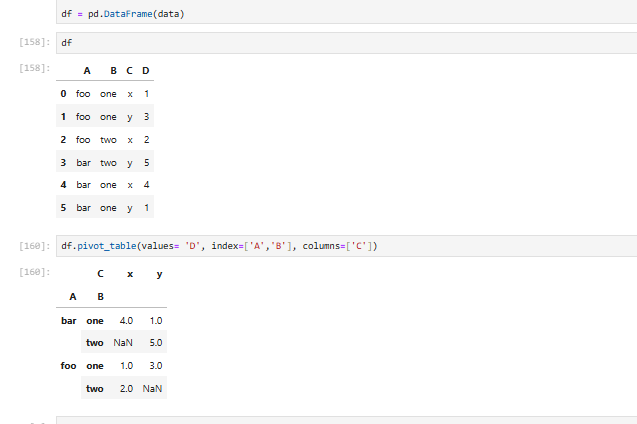 df = pd.DataFrame(data)
[158]: df
[158]:
A B C D
0 foo one x 1
1 foo one y 3
2 foo two x 2
3 bar two y 5
4 bar one x 4
5 bar one y 1
[160]: df.pivot_table(values= 'D', index=['A','B'], columns=['C'])
[160]:
C x y
A B
bar one 4.0 1.0
two NaN 5.0
foo one 1.0 3.0
two 2.0 NaN